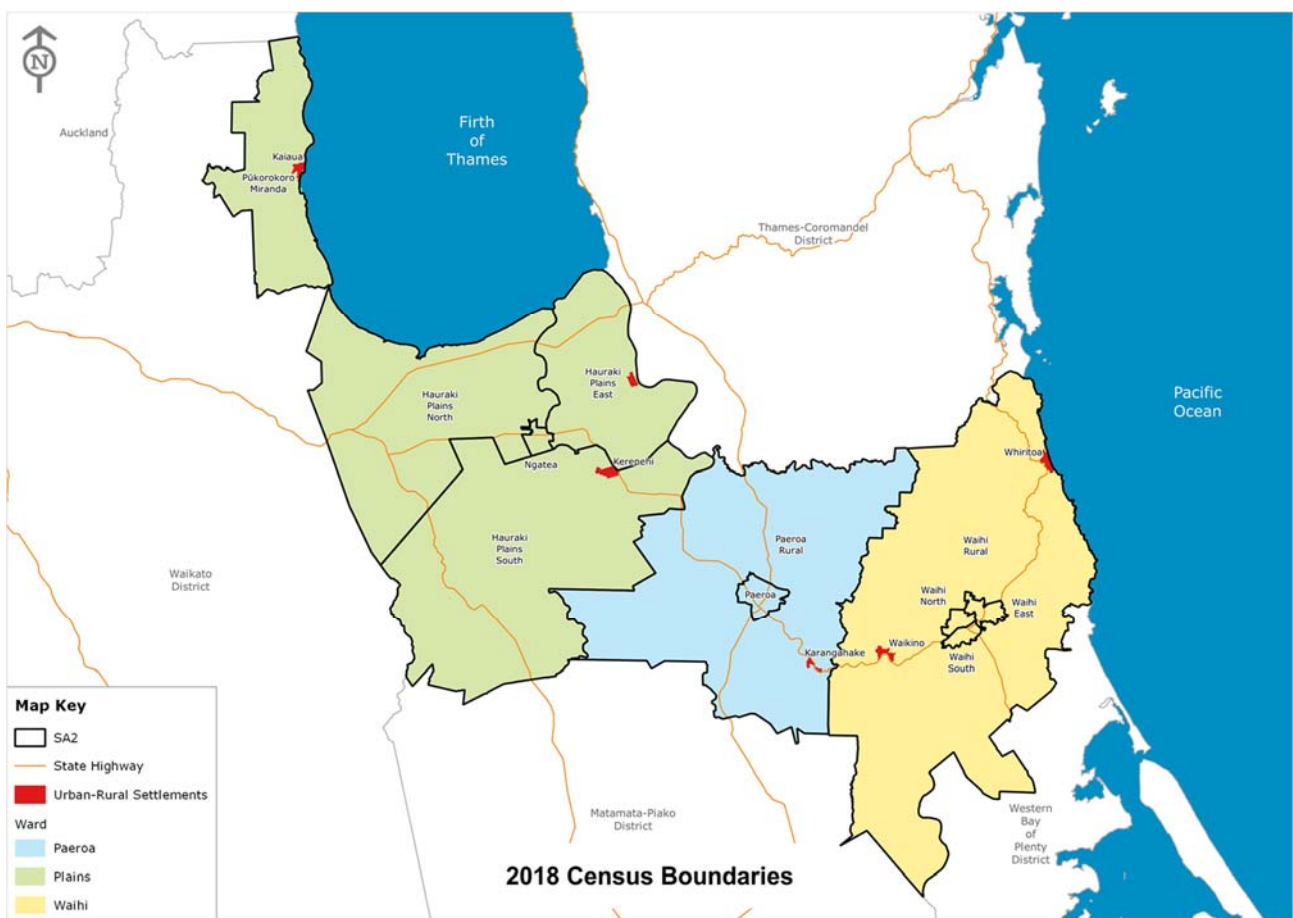 N
Auckland
Firth
of
Thames
Kaiaua
Pūkorokoro
Miranda
Thames-Coromandel
District
Hauraki
Plains
East
Hauraki
Plains
North
Pacific
Ocean
Ngatea
Kerepehi
Whiritoa
Hauraki
Plains
South
Paeroa
Rural
Waihi
Rural
Waikato
District
Paeroa
Waihi
North
Waihi
East
Karangahake
Waikino
Waihi
South
Map Key
SA2
State Highway
Urban-Rural Settlements
Ward
Paeroa
Plains
Waihi
Matamata-Piako
District
Western
Bay
of
Plenty
District
2018 Census Boundaries